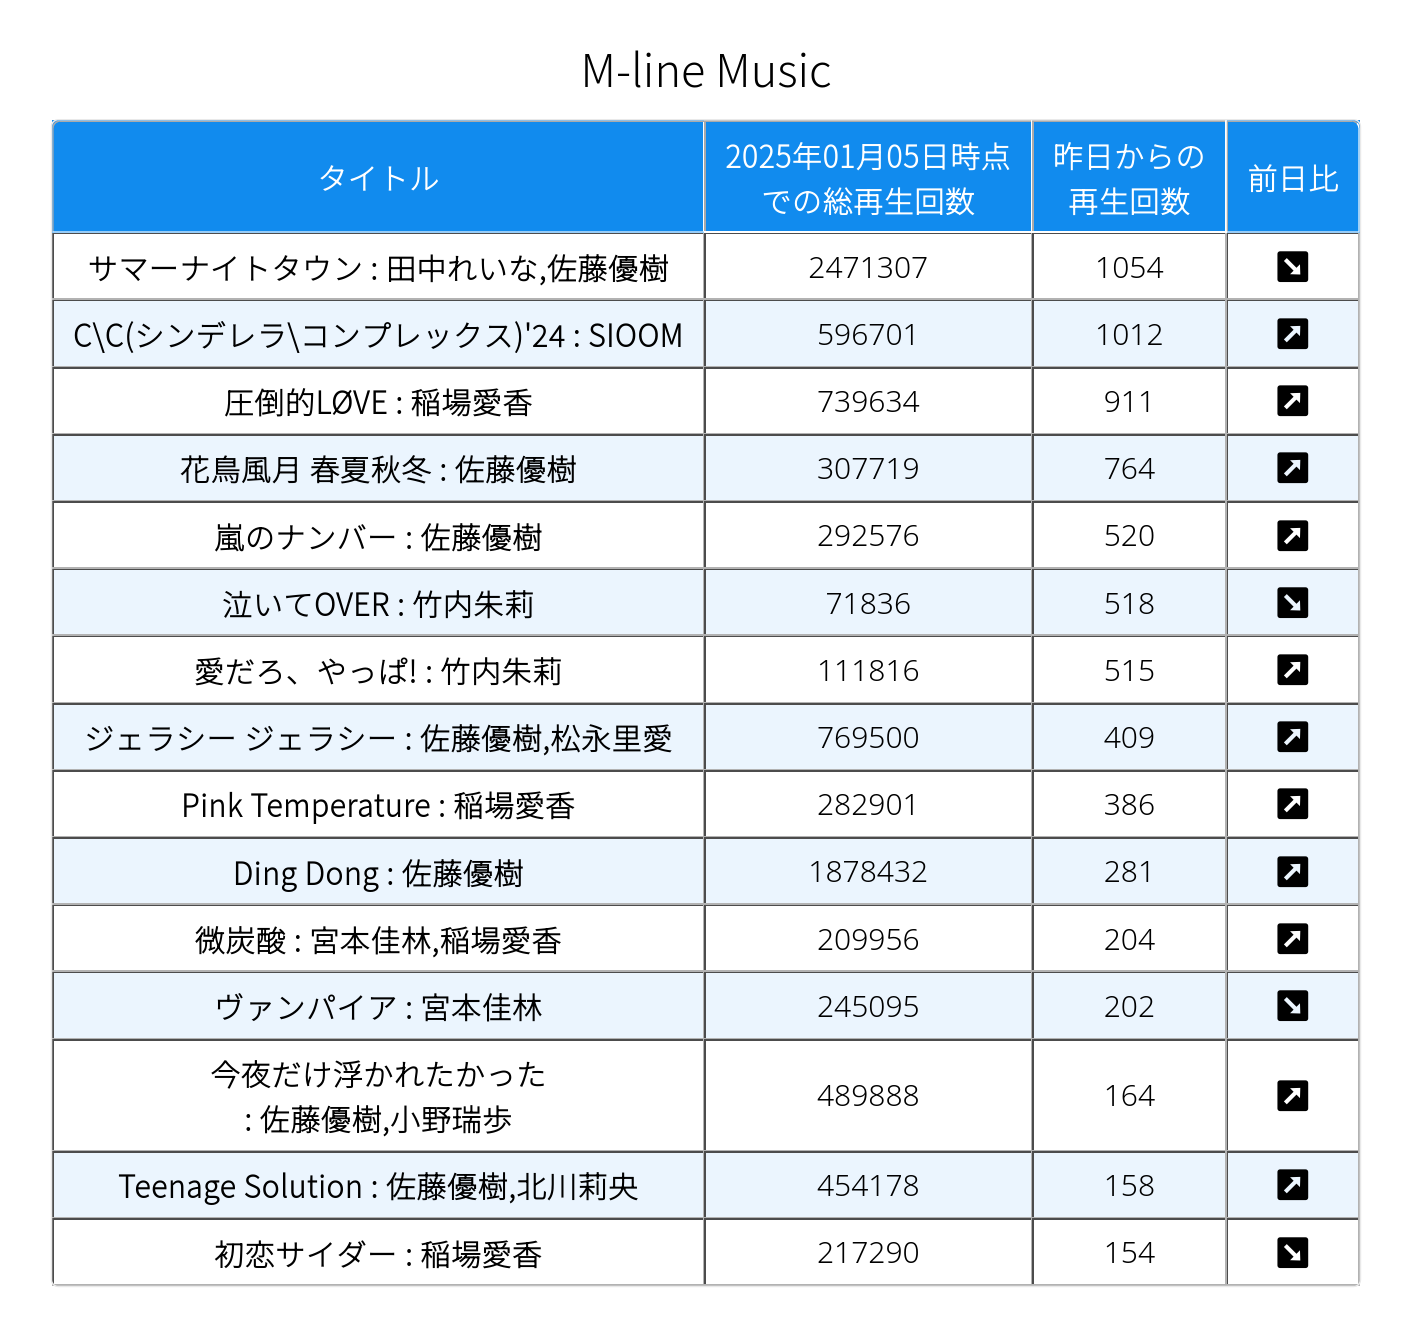 M-line Music
タイトル
2025年01月05日時点
での総再生回数
昨日からの
再生回数
前日比
サマーナイトタウン : 田中れいな,佐藤優樹 2471307 1054 ↘
C\C(シンデレラ\コンプレックス)'24 : SIOOM 596701 1012 ↗
圧倒的LØVE : 稲場愛香 739634 911 ↗
花鳥風月 春夏秋冬 : 佐藤優樹 307719 764 ↗
嵐のナンバー : 佐藤優樹 292576 520 ↗
泣いてOVER : 竹内朱莉 71836 518 ↘
愛だろ、やっぱ! : 竹内朱莉 111816 515 ↗
ジェラシー ジェラシー : 佐藤優樹,松永里愛 769500 409 ↗
Pink Temperature : 稲場愛香 282901 386 ↗
Ding Dong : 佐藤優樹 1878432 281 ↗
微炭酸 : 宮本佳林,稲場愛香 209956 204 ↗
ヴァンパイア : 宮本佳林 245095 202 ↘
今夜だけ浮かれたかった
: 佐藤優樹,小野瑞歩 489888 164 ↗
Teenage Solution : 佐藤優樹,北川莉央 454178 158 ↗
初恋サイダー : 稲場愛香 217290 154 ↘